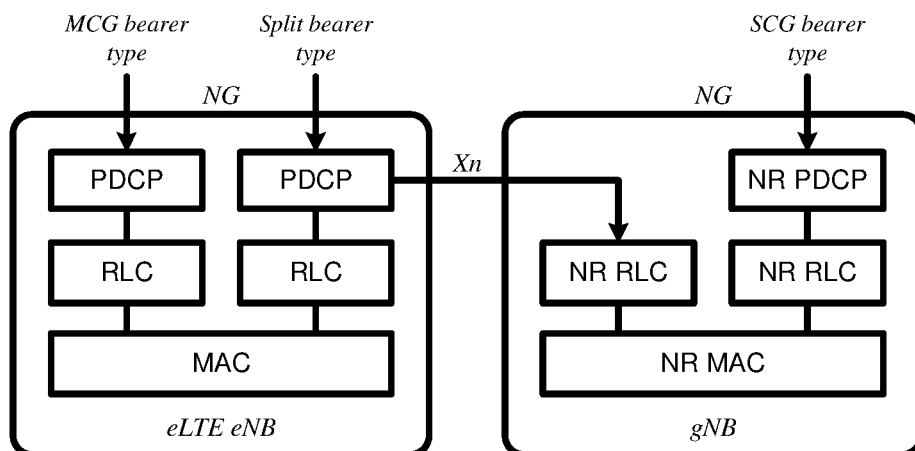 MCG bearer type
Split bearer type
SCG bearer type
NG
NG
PDCP
PDCP
Xn
NR PDCP
RLC
RLC
NR RLC
NR RLC
MAC
NR MAC
eLTE eNB
gNB